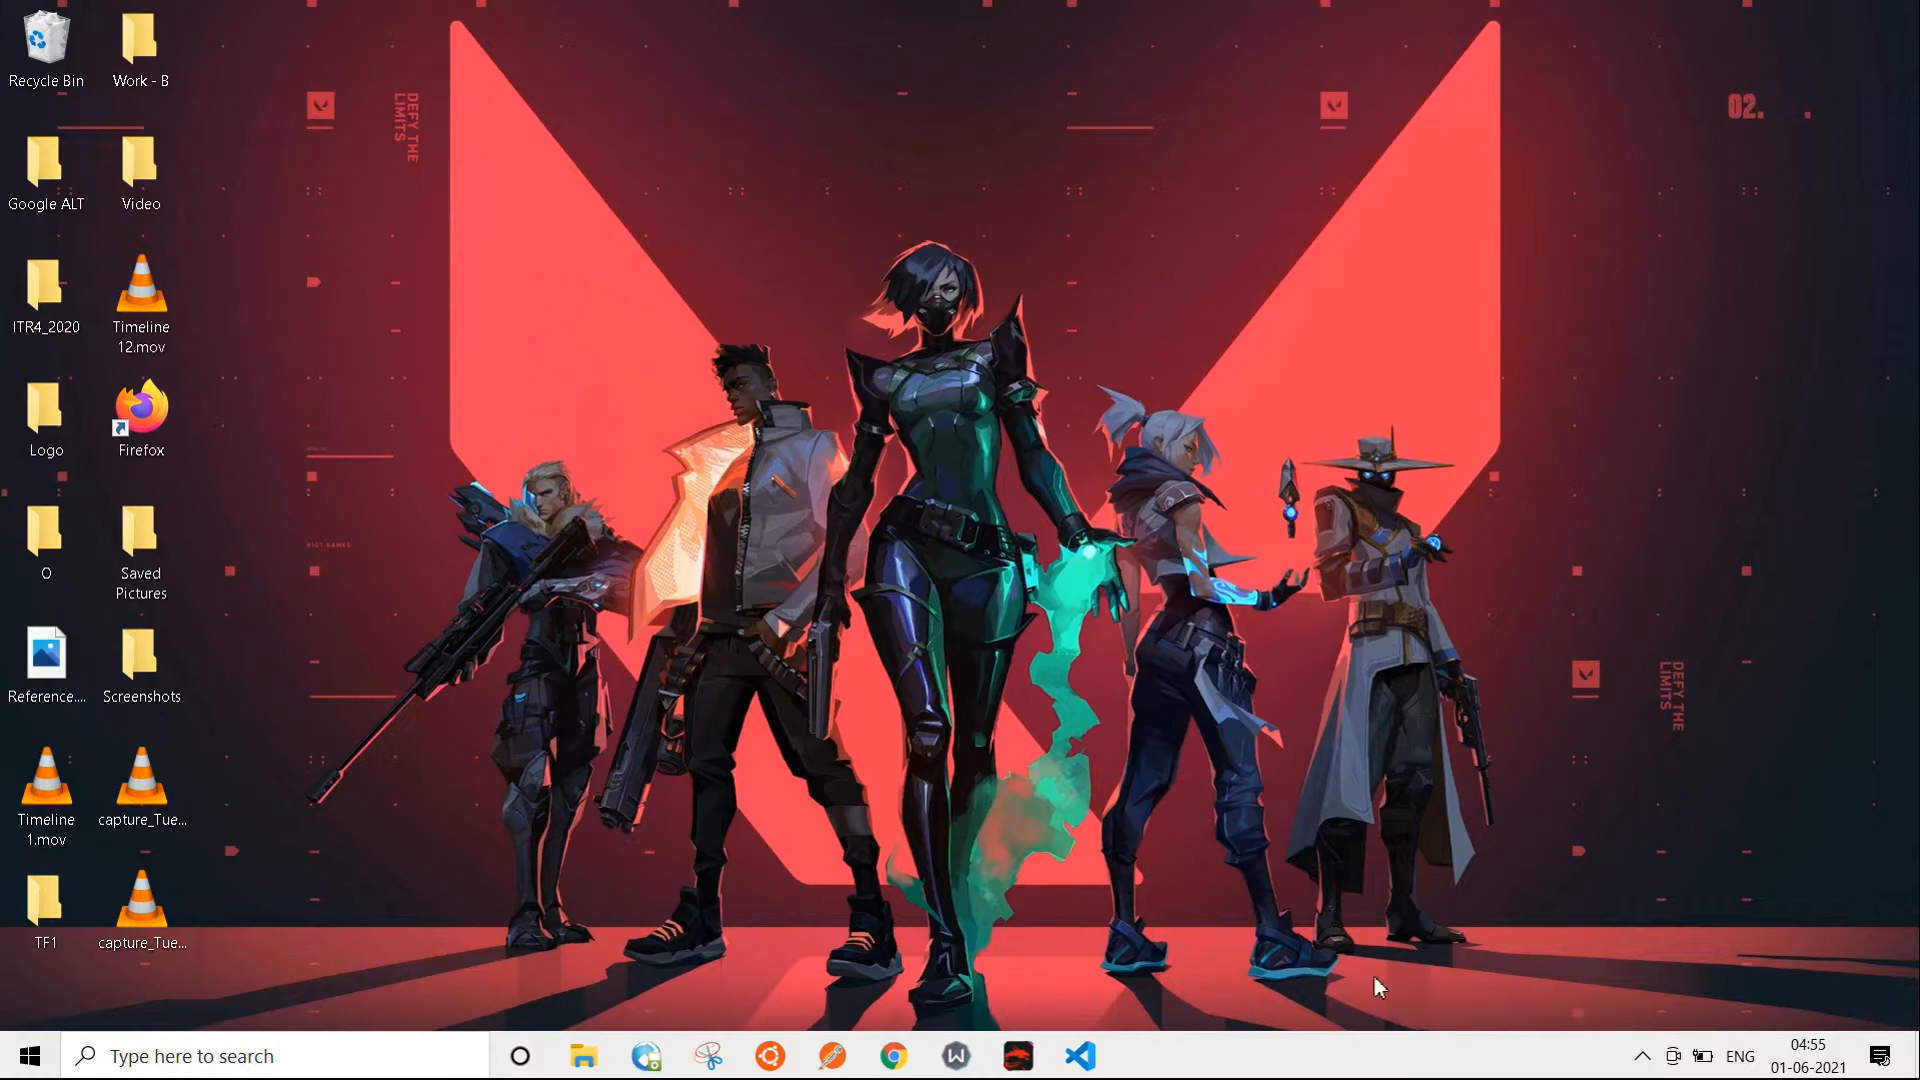 Recycle Bin
Work - B
DEFY THE
LIMITS
02.
Google ALT
Video
ITR4_2020
Timeline
12.mov
Logo
Firefox
RIOT GAMES
O
Saved
Pictures
Reference....
Screenshots
DEFY THE
LIMITS
Timeline
1.mov
capture_Tue...
TF1
capture_Tue...
Type here to search
ENG
04:55
01-06-2021